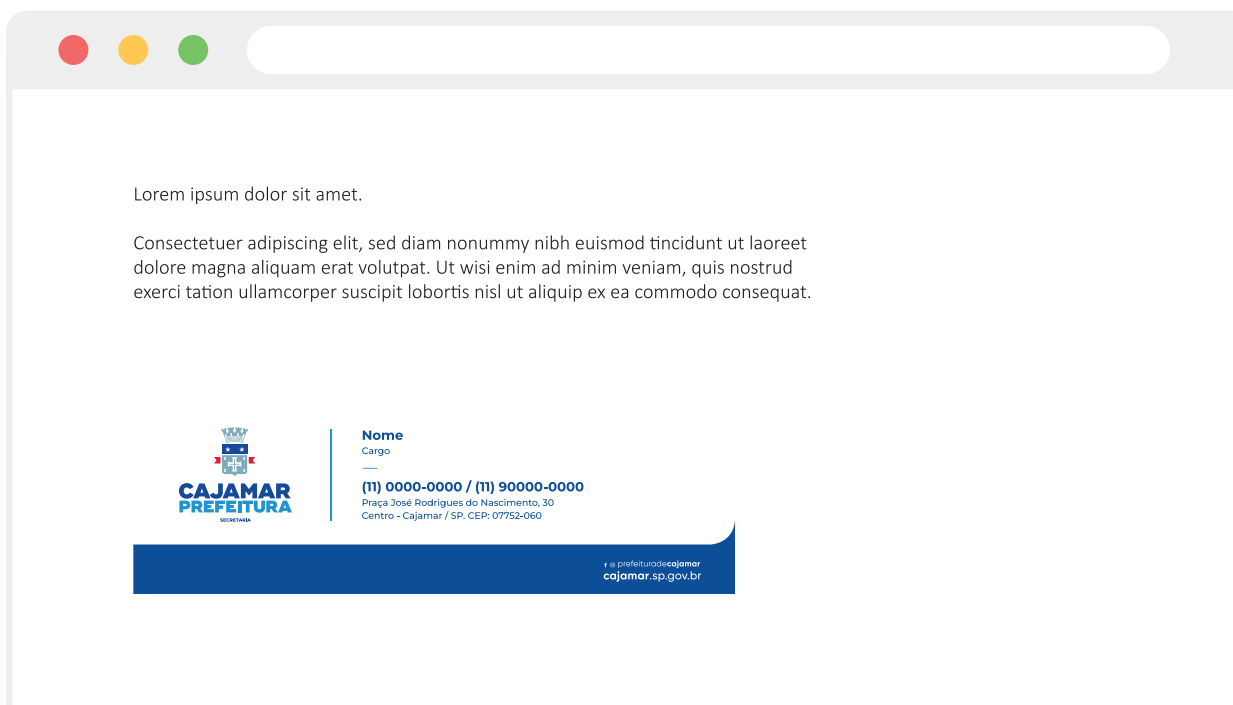 Lorem ipsum dolor sit amet.
Consectetuer adipiscing elit, sed diam nonummy nibh euismod tincidunt ut laoreet
dolore magna aliquam erat volutpat. Ut wisi enim ad minim veniam, quis nostrud
exerci tation ullamcorper suscipit lobortis nisl ut aliquip ex ea commodo consequat.
CAJAMAR
PREFEITURA
SECRETARIA
Nome
Cargo
(11) 0000-0000 / (11) 90000-0000
Praça José Rodrigues do Nascimento, 30
Centro - Cajamar / SP. CEP: 07752-060
prefeituradecajamar
cajamar.sp.gov.br